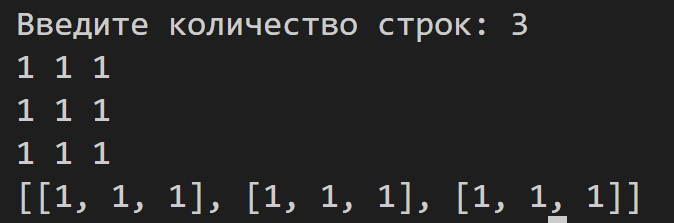 Введите количество строк: 3
1 1 1
1 1 1
1 1 1
[[1, 1, 1], [1, 1, 1], [1, 1, 1]]